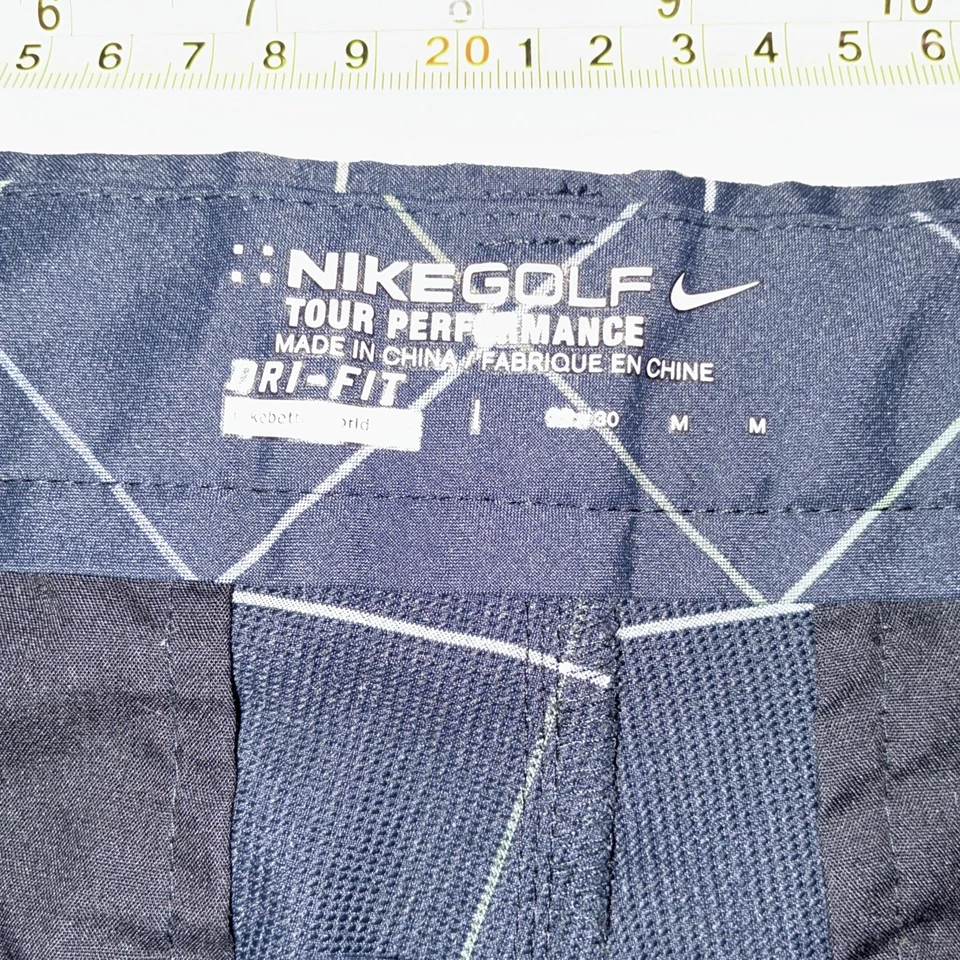 6 7 8 9 10
5 6 7 8 9 20 1 2 3 4 5 6
NIKEGOLF
TOUR PERFORMANCE
MADE IN CHINA / FABRIQUE EN CHINE
DRI-FIT
M M